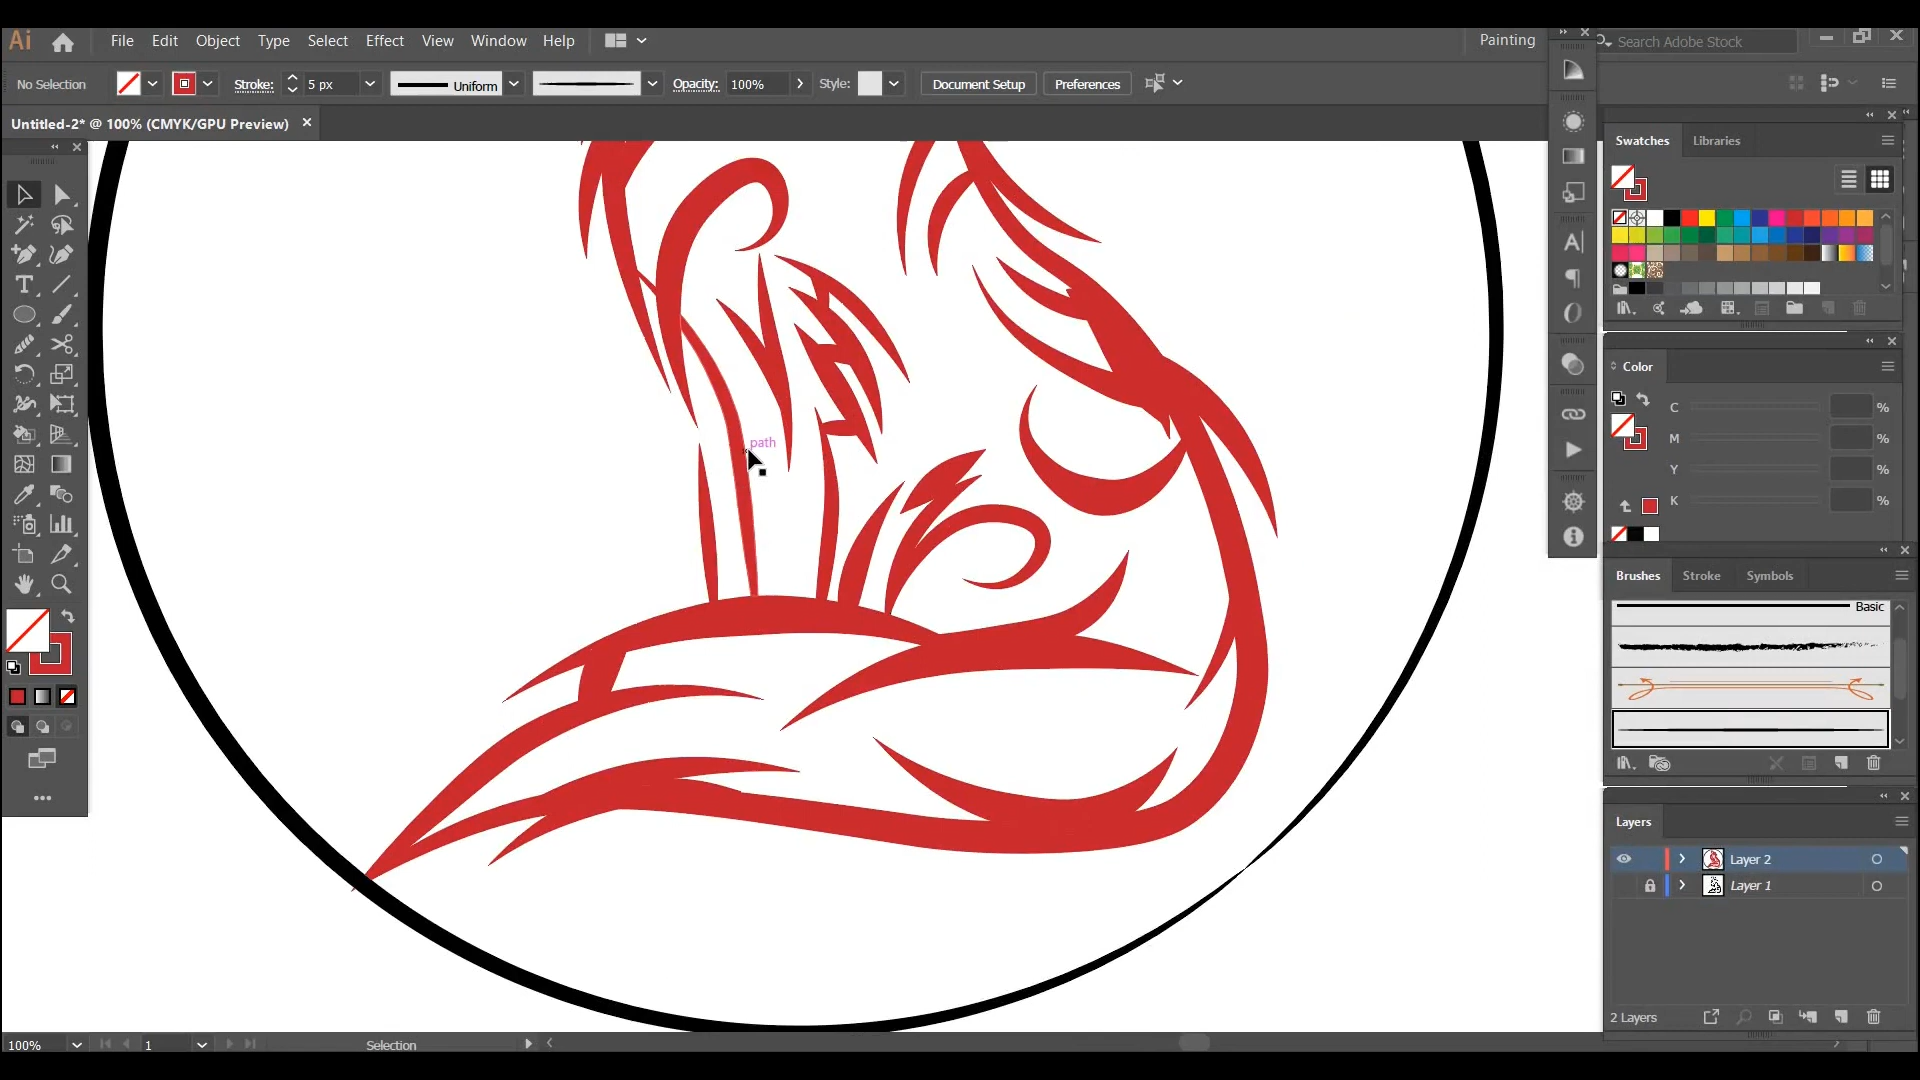 Ai File Edit Object Type Select Effect View Window Help Painting Search Adobe Stock
No Selection Stroke: 5 px Uniform Opacity: 100% Style: Document Setup Preferences
Untitled-2* @ 100% (CMYK/GPU Preview)
Swatches Libraries
Color
C %
M %
Y %
K %
path
Brushes Stroke Symbols
Basic
Layers
Layer 2
Layer 1
2 Layers
100% 1 Selection